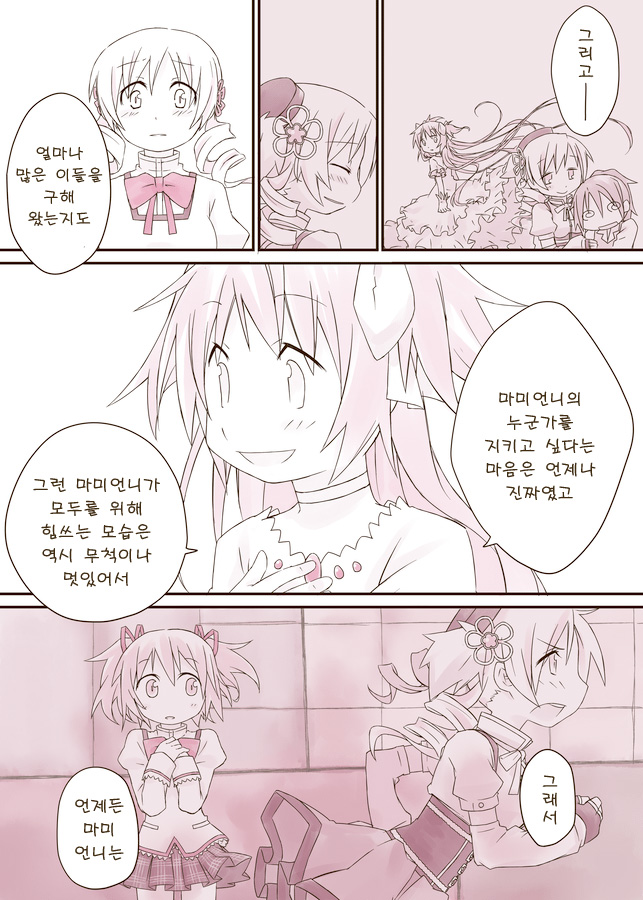 그리고―
얼마나
많은 이들을
구해
왔는지도
마미언니의
누군가를
지키고 싶다는
마음은 언제나
진짜였고
그런 마미언니가
모두를 위해
힘쓰는 모습은
역시 무척이나
멋있어서
그래서
언제든
마미
언니는